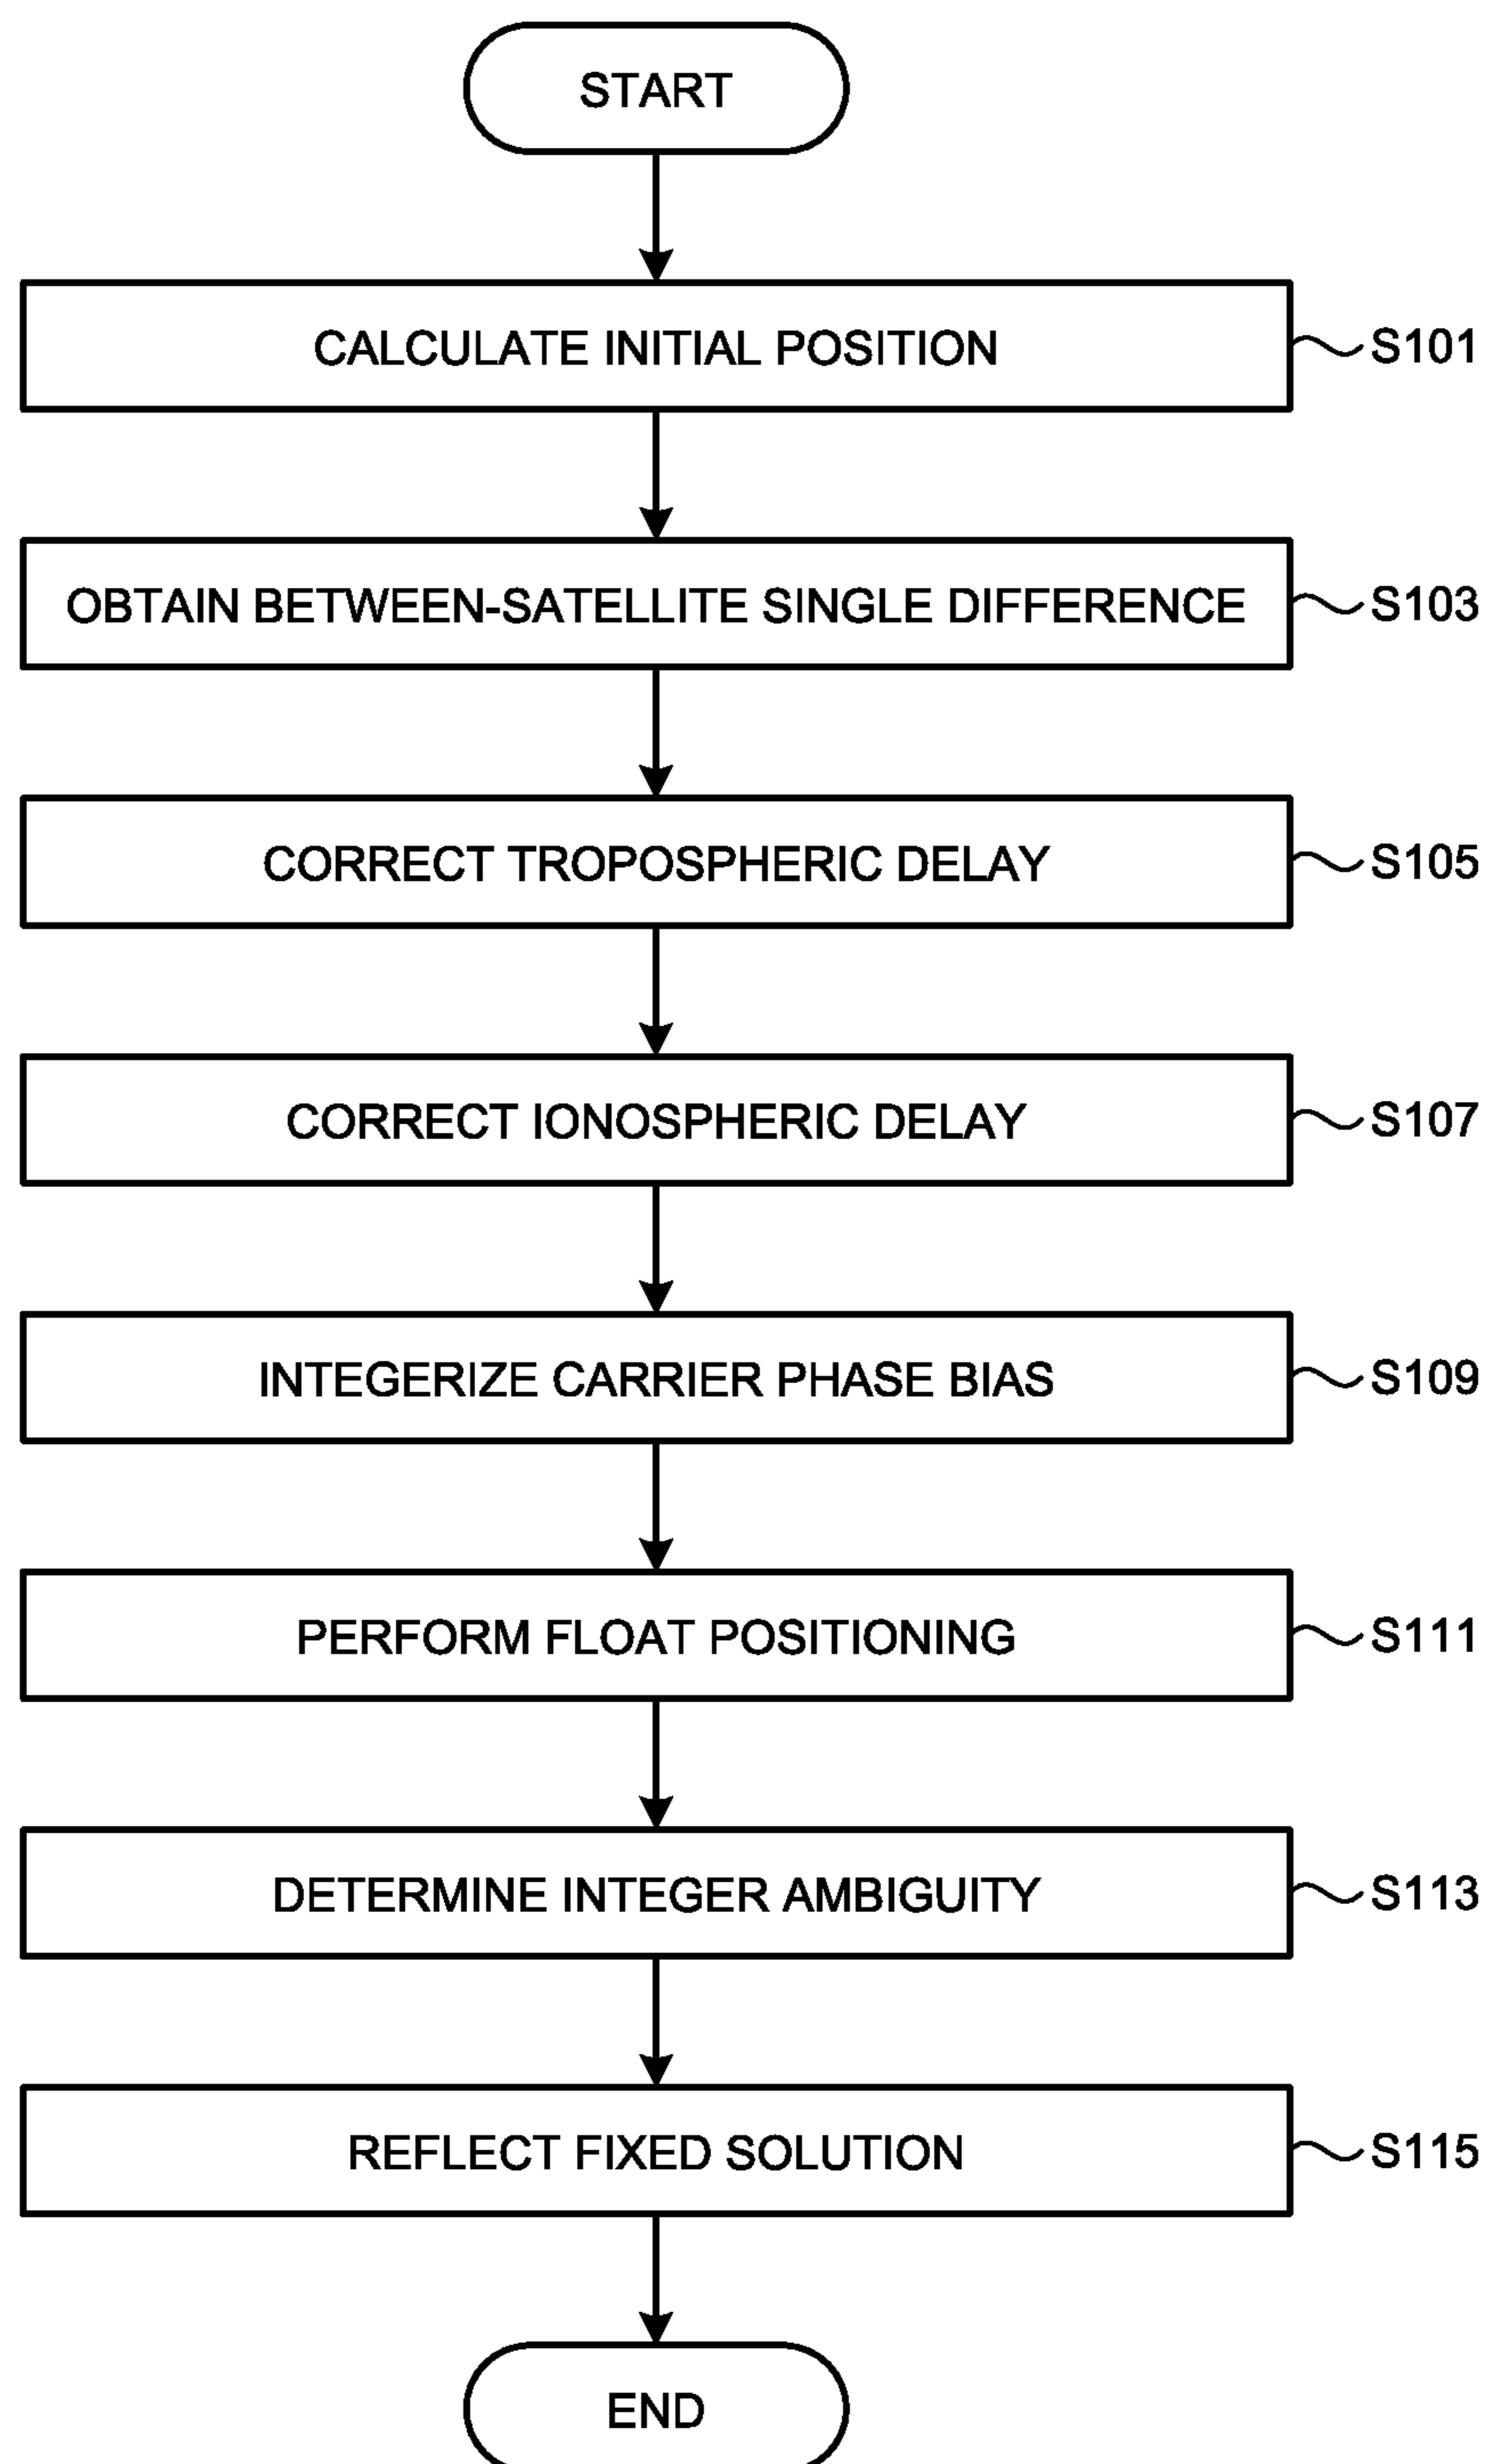 START
CALCULATE INITIAL POSITION S101
OBTAIN BETWEEN-SATELLITE SINGLE DIFFERENCE S103
CORRECT TROPOSPHERIC DELAY S105
CORRECT IONOSPHERIC DELAY S107
INTEGERIZE CARRIER PHASE BIAS S109
PERFORM FLOAT POSITIONING S111
DETERMINE INTEGER AMBIGUITY S113
REFLECT FIXED SOLUTION S115
END